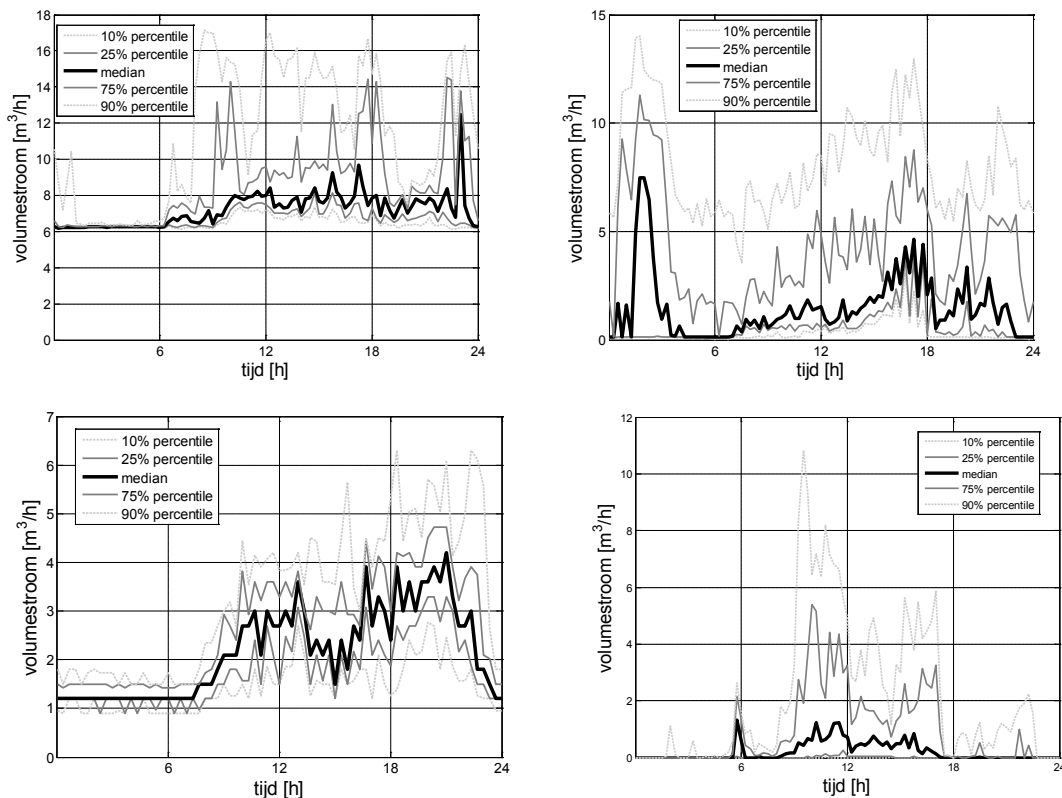 18
16
14
12
10
8
6
4
2
0
volumestroom [m³/h]
10% percentile
25% percentile
median
75% percentile
90% percentile
6
12
18
24
tijd [h]
15
10
5
0
volumestroom [m³/h]
10% percentile
25% percentile
median
75% percentile
90% percentile
6
12
18
24
tijd [h]
7
6
5
4
3
2
1
0
volumestroom [m³/h]
10% percentile
25% percentile
median
75% percentile
90% percentile
6
12
18
24
tijd [h]
12
10
8
6
4
2
0
volumestroom [m³/h]
10% percentile
25% percentile
median
75% percentile
90% percentile
6
12
18
24
tijd [h]